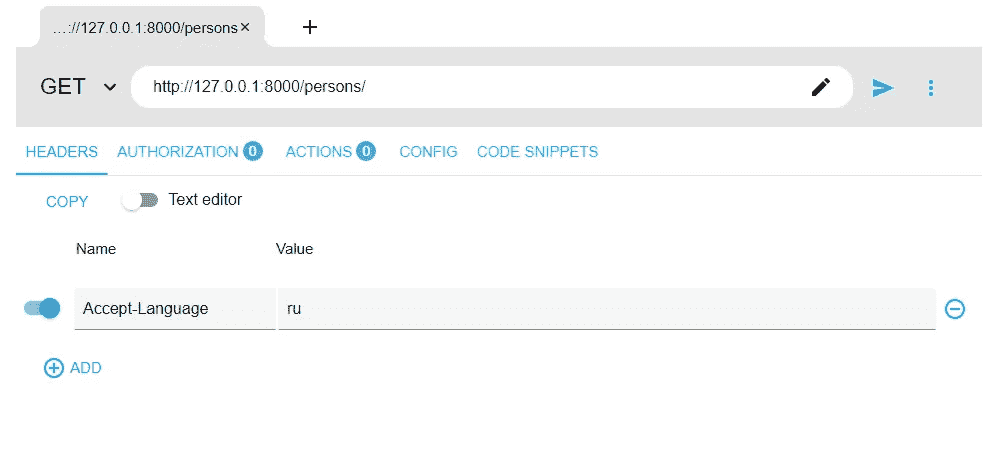 ...://127.0.0.1:8000/persons ×
+
GET http://127.0.0.1:8000/persons/
HEADERS AUTHORIZATION 0 ACTIONS 0 CONFIG CODE SNIPPETS
COPY Text editor
Name Value
Accept-Language ru
ADD